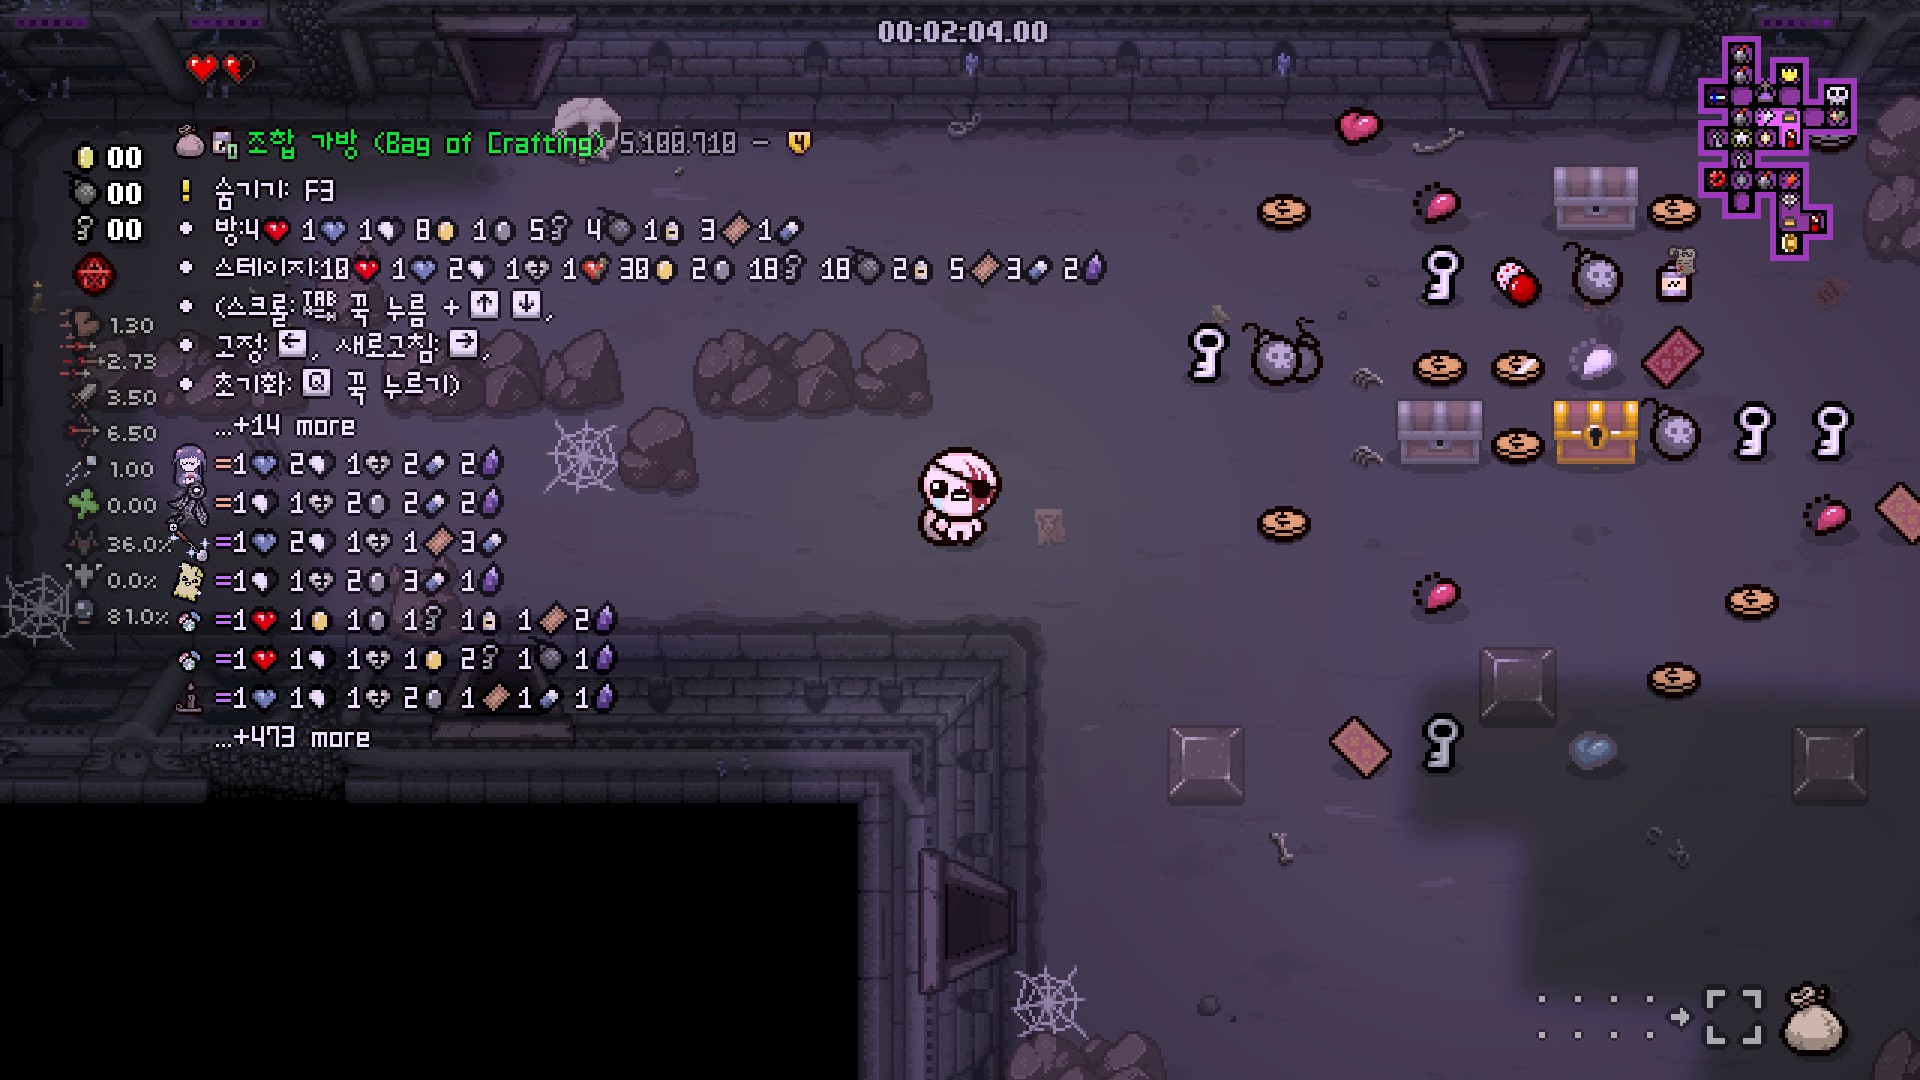 00:02:04.00
조합 가방 (Bag of Crafting) 5.100.710 - 4
00
! 숨기기: F3
00
방:4 1 1 8 1 5 4 1 3 1
00
스테이지:10 1 2 1 1 30 2 18 18 2 5 3 2
(스크롤: TAB 꾹 누름 + ↑ ↓,
1.30
고정: ←, 새로고침: →,
2.73
초기화: Q 꾹 누르기)
3.50
...+14 more
6.50
=1 2 1 2 2
1.00
=1 1 2 2 2
0.00
=1 2 1 1 3
36.0%
=1 1 2 3 1
0.0%
=1 1 1 1 1 1 2
81.0%
=1 1 1 1 2 1 1
=1 1 1 2 1 1 1
...+473 more